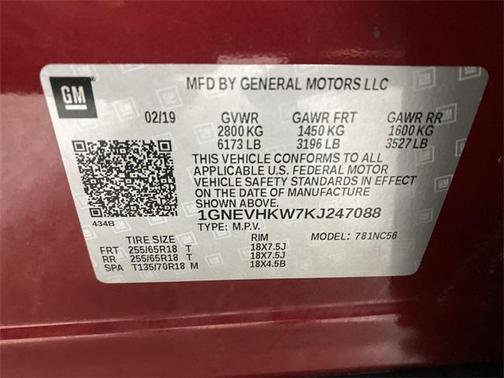 GM
MFD BY GENERAL MOTORS LLC
02/19 GVWR GAWR FRT GAWR RR
2800 KG 1450 KG 1600 KG
6173 LB 3196 LB 3527 LB
THIS VEHICLE CONFORMS TO ALL
APPLICABLE U.S. FEDERAL MOTOR
VEHICLE SAFETY STANDARDS IN EFFECT
ON THE DATE OF MANUFACTURE
SHOWN ABOVE.
434B 1GNEVHKW7KJ247088
TYPE: M.P.V. MODEL: 781NC56
TIRE SIZE RIM
FRT 255/65R18 T 18X7.5J
RR 255/65R18 T 18X7.5J
SPA T135/70R18 M 18X4.5B